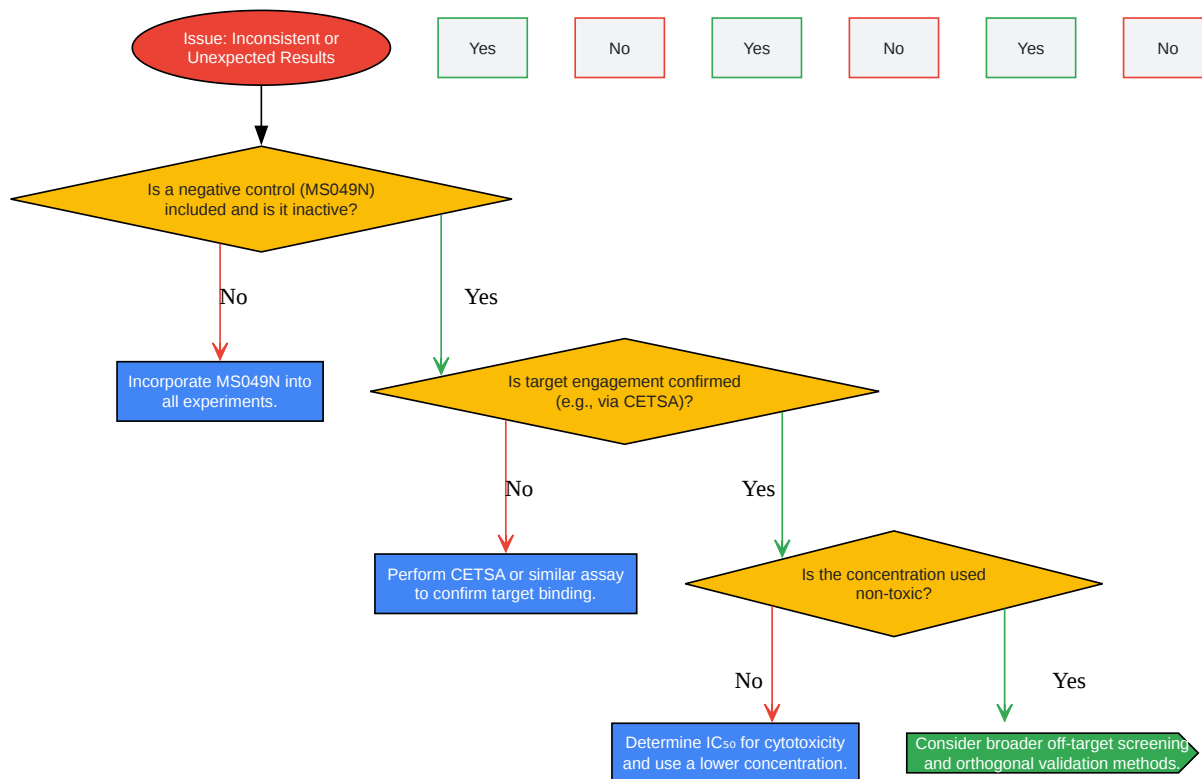 Issue: Inconsistent or
Unexpected Results
Yes
No
Yes
No
Yes
No
Is a negative control (MS049N)
included and is it inactive?
No
Yes
Incorporate MS049N into
all experiments.
Is target engagement confirmed
(e.g., via CETSA)?
No
Yes
Perform CETSA or similar assay
to confirm target binding.
Is the concentration used
non-toxic?
No
Yes
Determine IC₅₀ for cytotoxicity
and use a lower concentration.
Consider broader off-target screening
and orthogonal validation methods.